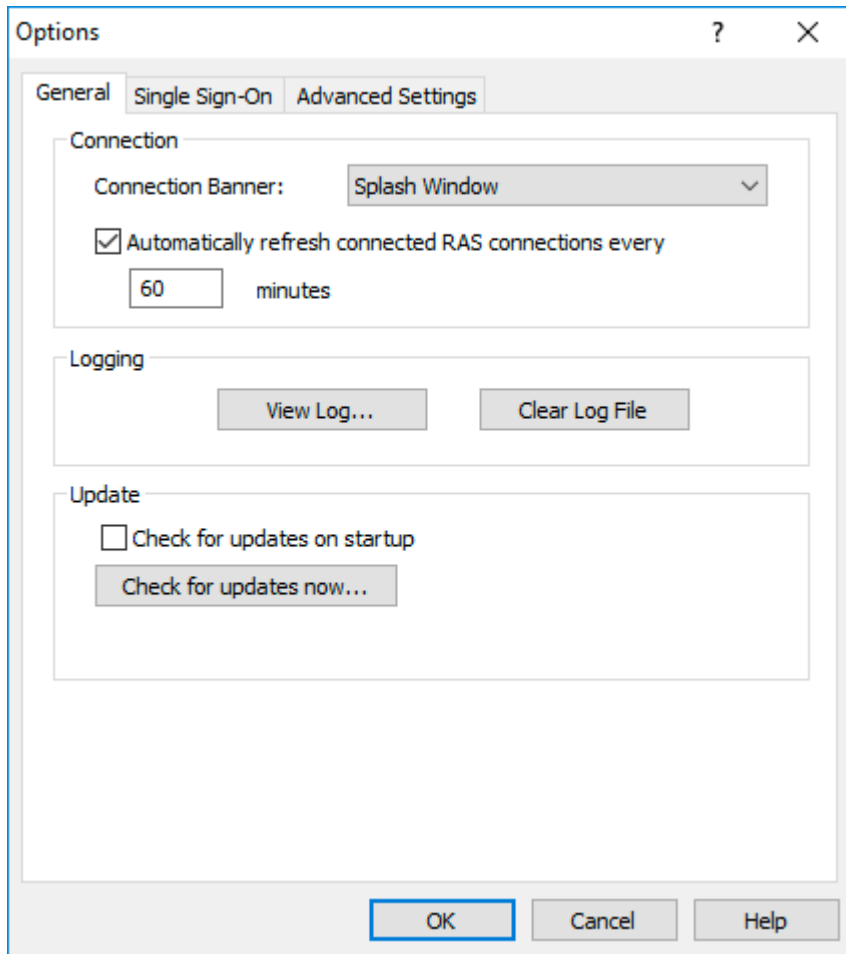 Options
General Single Sign-On Advanced Settings
Connection
Connection Banner: Splash Window
Automatically refresh connected RAS connections every
60 minutes
Logging
View Log... Clear Log File
Update
Check for updates on startup
Check for updates now...
OK Cancel Help